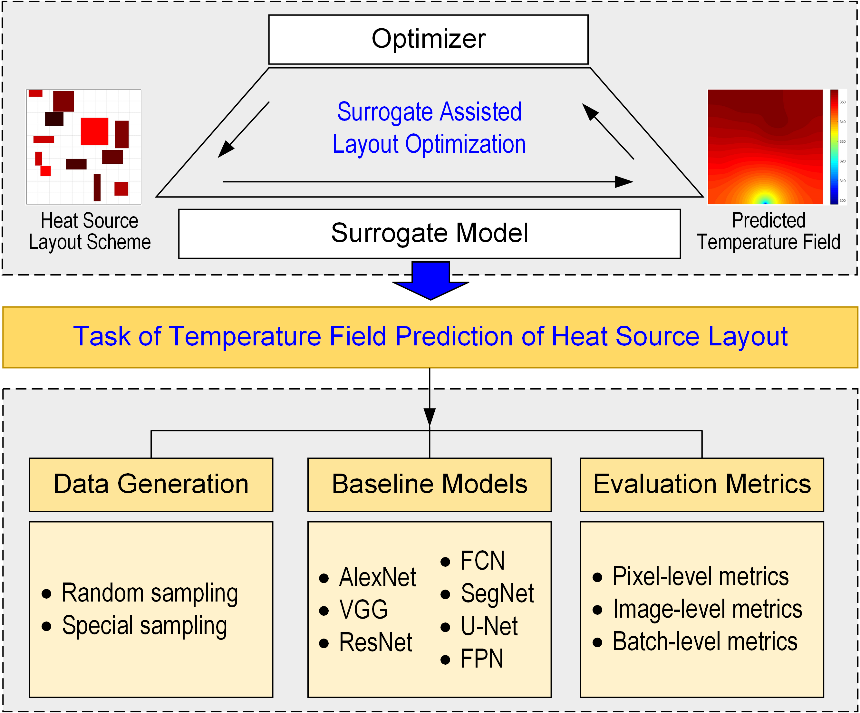 Optimizer
Surrogate Assisted
Layout Optimization
Heat Source
Layout Scheme
Predicted
Temperature Field
Surrogate Model
Task of Temperature Field Prediction of Heat Source Layout
Data Generation
Baseline Models
Evaluation Metrics
• Random sampling
• Special sampling
• AlexNet
• VGG
• ResNet
• FCN
• SegNet
• U-Net
• FPN
• Pixel-level metrics
• Image-level metrics
• Batch-level metrics